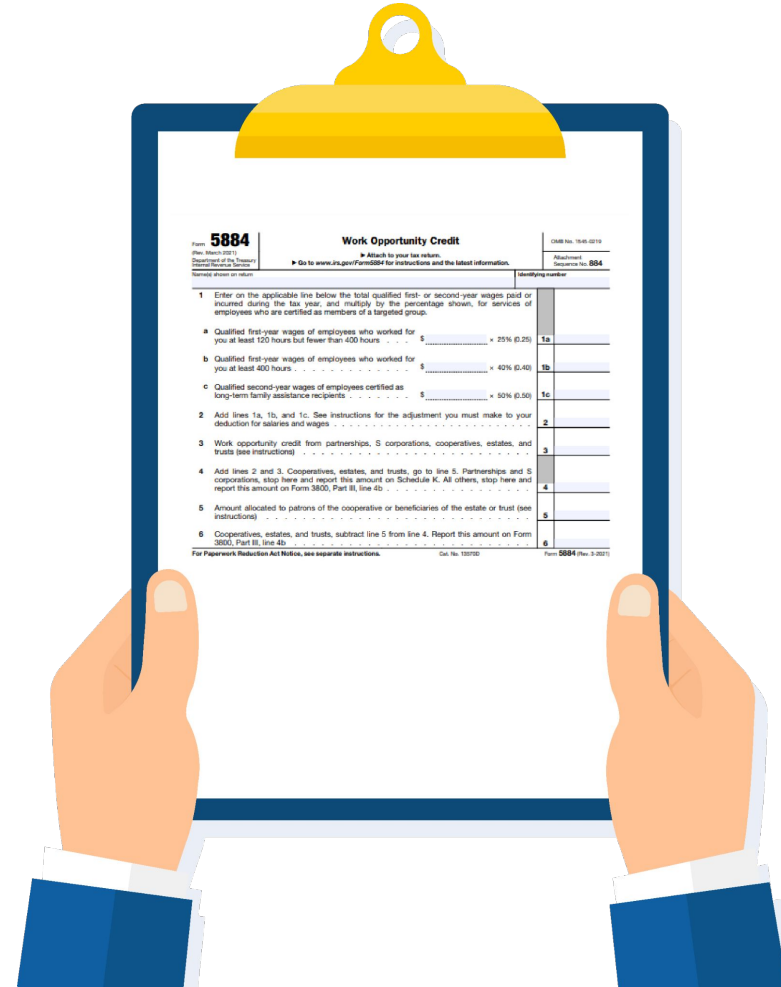 Form 5884
(Rev. March 2021)
Department of the Treasury
Internal Revenue Service
Work Opportunity Credit
▶ Attach to your tax return.
▶ Go to www.irs.gov/Form5884 for instructions and the latest information.
OMB No. 1545-0219
Attachment
Sequence No. 884
Name(s) shown on return
Identifying number
1 Enter on the applicable line below the total qualified first- or second-year wages paid or
incurred during the tax year, and multiply by the percentage shown, for services of
employees who are certified as members of a targeted group.
a Qualified first-year wages of employees who worked for
you at least 120 hours but fewer than 400 hours . . . $ × 25% (0.25) 1a
b Qualified first-year wages of employees who worked for
you at least 400 hours . . . . . . . . . . . . . $ × 40% (0.40) 1b
c Qualified second-year wages of employees certified as
long-term family assistance recipients . . . . . . . $ × 50% (0.50) 1c
2 Add lines 1a, 1b, and 1c. See instructions for the adjustment you must make to your
deduction for salaries and wages . . . . . . . . . . . . . . . . . . . . . . . . 2
3 Work opportunity credit from partnerships, S corporations, cooperatives, estates, and
trusts (see instructions) . . . . . . . . . . . . . . . . . . . . . . . . . . 3
4 Add lines 2 and 3. Cooperatives, estates, and trusts, go to line 5. Partnerships and S
corporations, stop here and report this amount on Schedule K. All others, stop here and
report this amount on Form 3800, Part III, line 4b . . . . . . . . . . . . . . . . . 4
5 Amount allocated to patrons of the cooperative or beneficiaries of the estate or trust (see
instructions) . . . . . . . . . . . . . . . . . . . . . . . . . . . . . 5
6 Cooperatives, estates, and trusts, subtract line 5 from line 4. Report this amount on Form
3800, Part III, line 4b . . . . . . . . . . . . . . . . . . . . . . . . . . 6
For Paperwork Reduction Act Notice, see separate instructions. Cat. No. 13570D Form 5884 (Rev. 3-2021)